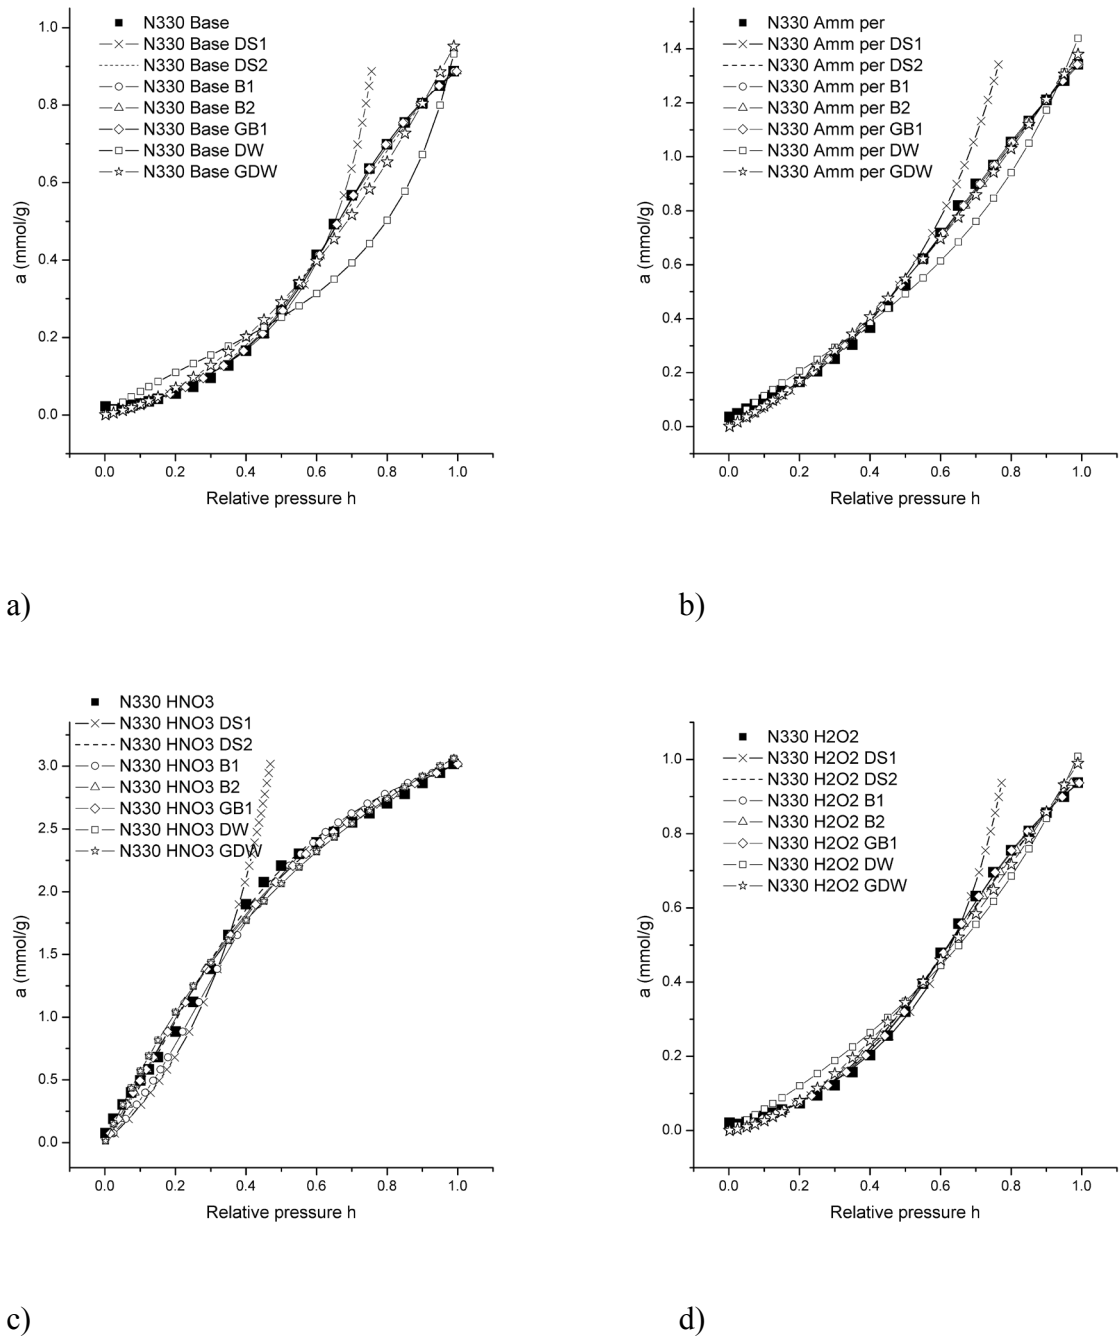 N330 Base
N330 Base DS1
N330 Base DS2
N330 Base B1
N330 Base B2
N330 Base GB1
N330 Base DW
N330 Base GDW
1.0
0.8
0.6
0.4
0.2
0.0
a (mmol/g)
0.0 0.2 0.4 0.6 0.8 1.0
Relative pressure h
a)
N330 Amm per
N330 Amm per DS1
N330 Amm per DS2
N330 Amm per B1
N330 Amm per B2
N330 Amm per GB1
N330 Amm per DW
N330 Amm per GDW
1.4
1.2
1.0
0.8
0.6
0.4
0.2
0.0
a (mmol/g)
0.0 0.2 0.4 0.6 0.8 1.0
Relative pressure h
b)
N330 HNO3
N330 HNO3 DS1
N330 HNO3 DS2
N330 HNO3 B1
N330 HNO3 B2
N330 HNO3 GB1
N330 HNO3 DW
N330 HNO3 GDW
3.0
2.5
2.0
1.5
1.0
0.5
0.0
a (mmol/g)
0.0 0.2 0.4 0.6 0.8 1.0
Relative pressure h
c)
N330 H2O2
N330 H2O2 DS1
N330 H2O2 DS2
N330 H2O2 B1
N330 H2O2 B2
N330 H2O2 GB1
N330 H2O2 DW
N330 H2O2 GDW
1.0
0.8
0.6
0.4
0.2
0.0
a (mmol/g)
0.0 0.2 0.4 0.6 0.8 1.0
Relative pressure h
d)